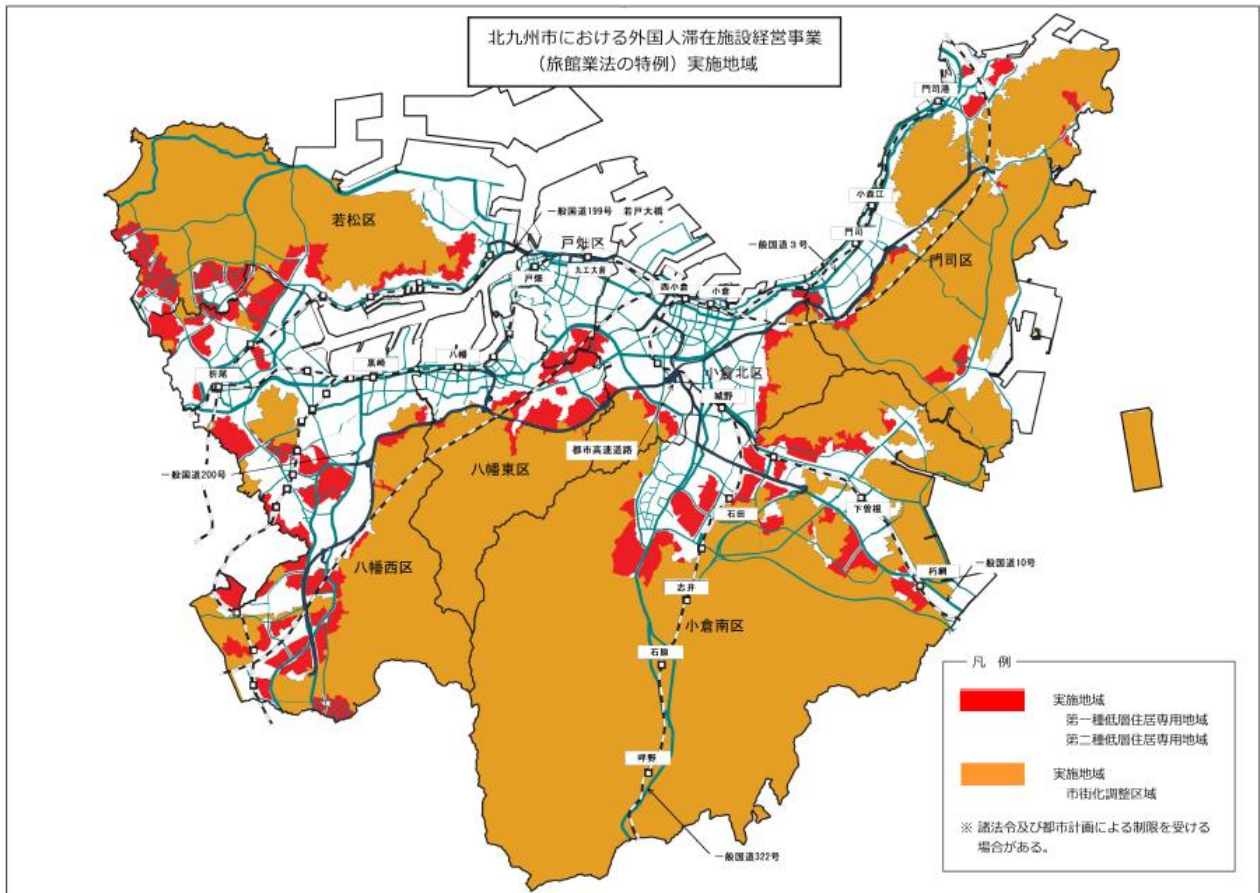 北九州市における外国人滞在施設経営事業
（旅館業法の特例）実施地域
門司港
小森江
一般国道199号
若戸大橋
若松区
戸畑区
一般国道３号
門司
九工大前
戸畑
門司区
西小倉
小倉
八幡
黒崎
折尾
小倉北区
城野
都市高速道路
八幡東区
一般国道200号
石田
下曽根
八幡西区
朽網
一般国道10号
志井
小倉南区
石原
呼野
一般国道322号
凡 例
実施地域
第一種低層住居専用地域
第二種低層住居専用地域
実施地域
市街化調整区域
※ 諸法令及び都市計画による制限を受ける
場合がある。